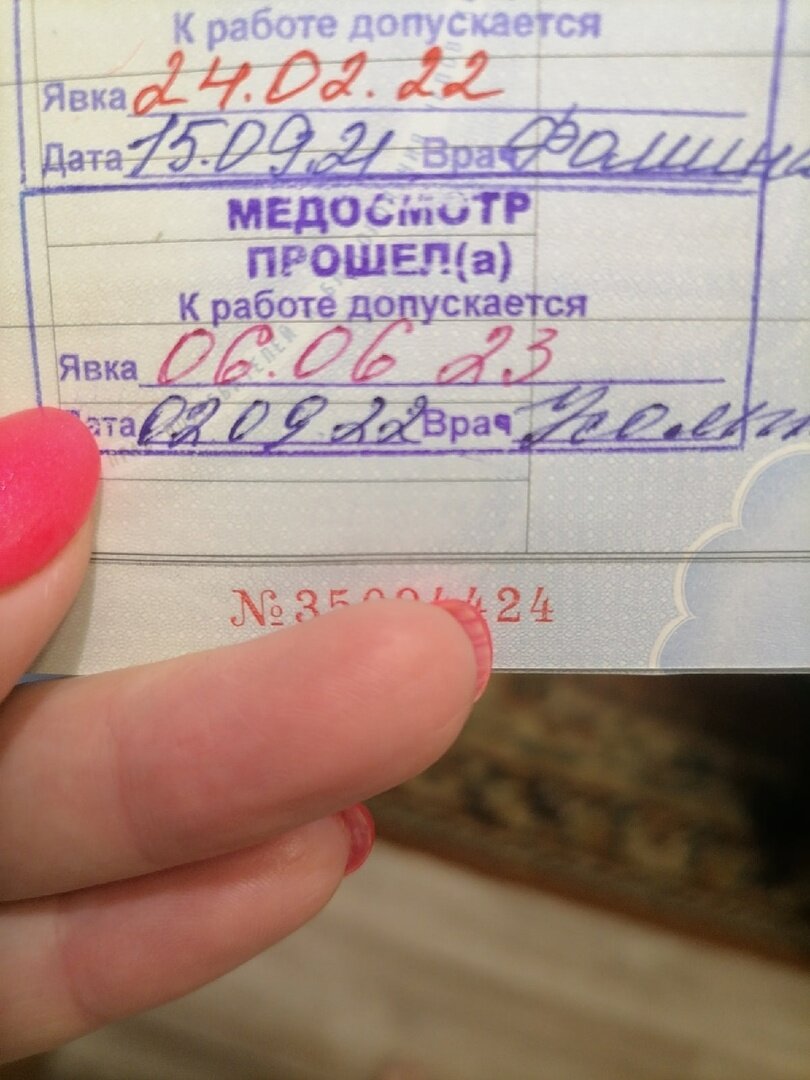 К работе допускается
Явка 24.02.22
Дата 15.09.21 Врач
МЕДОСМОТР
ПРОШЕЛ(а)
К работе допускается
Явка 06.06 23
Дата 02 09 22 Врач
№